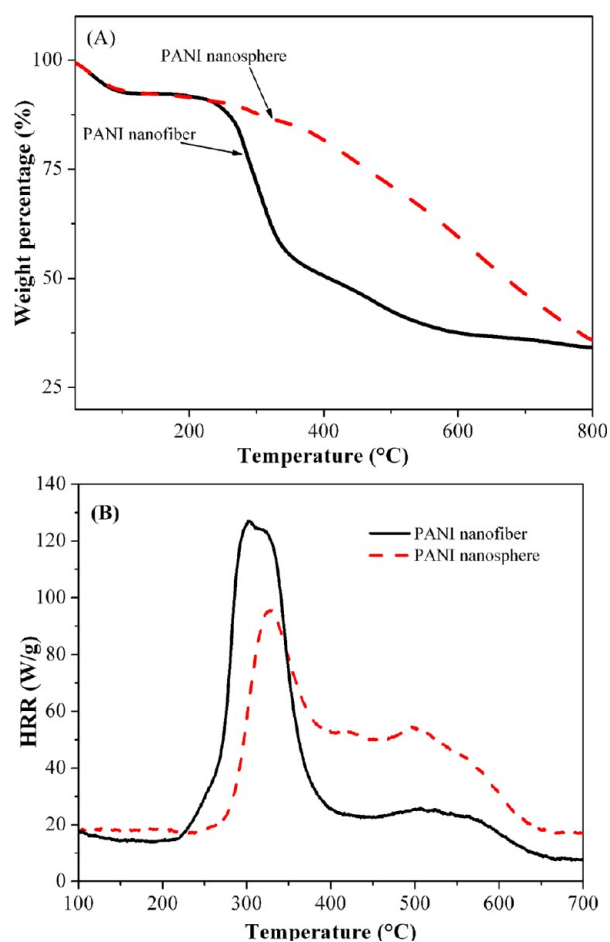 (A)
PANI nanosphere
PANI nanofiber
Weight percentage (%)
100
75
50
25
200
400
600
800
Temperature (°C)
(B)
PANI nanofiber
PANI nanosphere
HRR (W/g)
140
120
100
80
60
40
20
0
100
200
300
400
500
600
700
Temperature (°C)